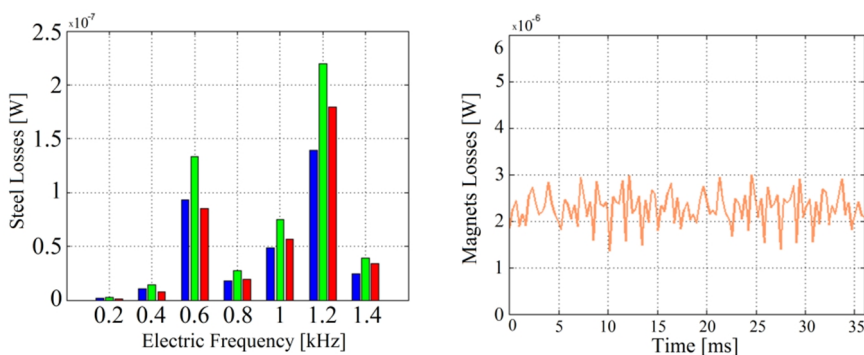 ×10⁻⁷
2.5
2
1.5
1
0.5
0
Steel Losses [W]
0.2 0.4 0.6 0.8 1 1.2 1.4
Electric Frequency [kHz]
×10⁻⁶
6
5
4
3
2
1
0
Magnets Losses [W]
0 5 10 15 20 25 30 35
Time [ms]